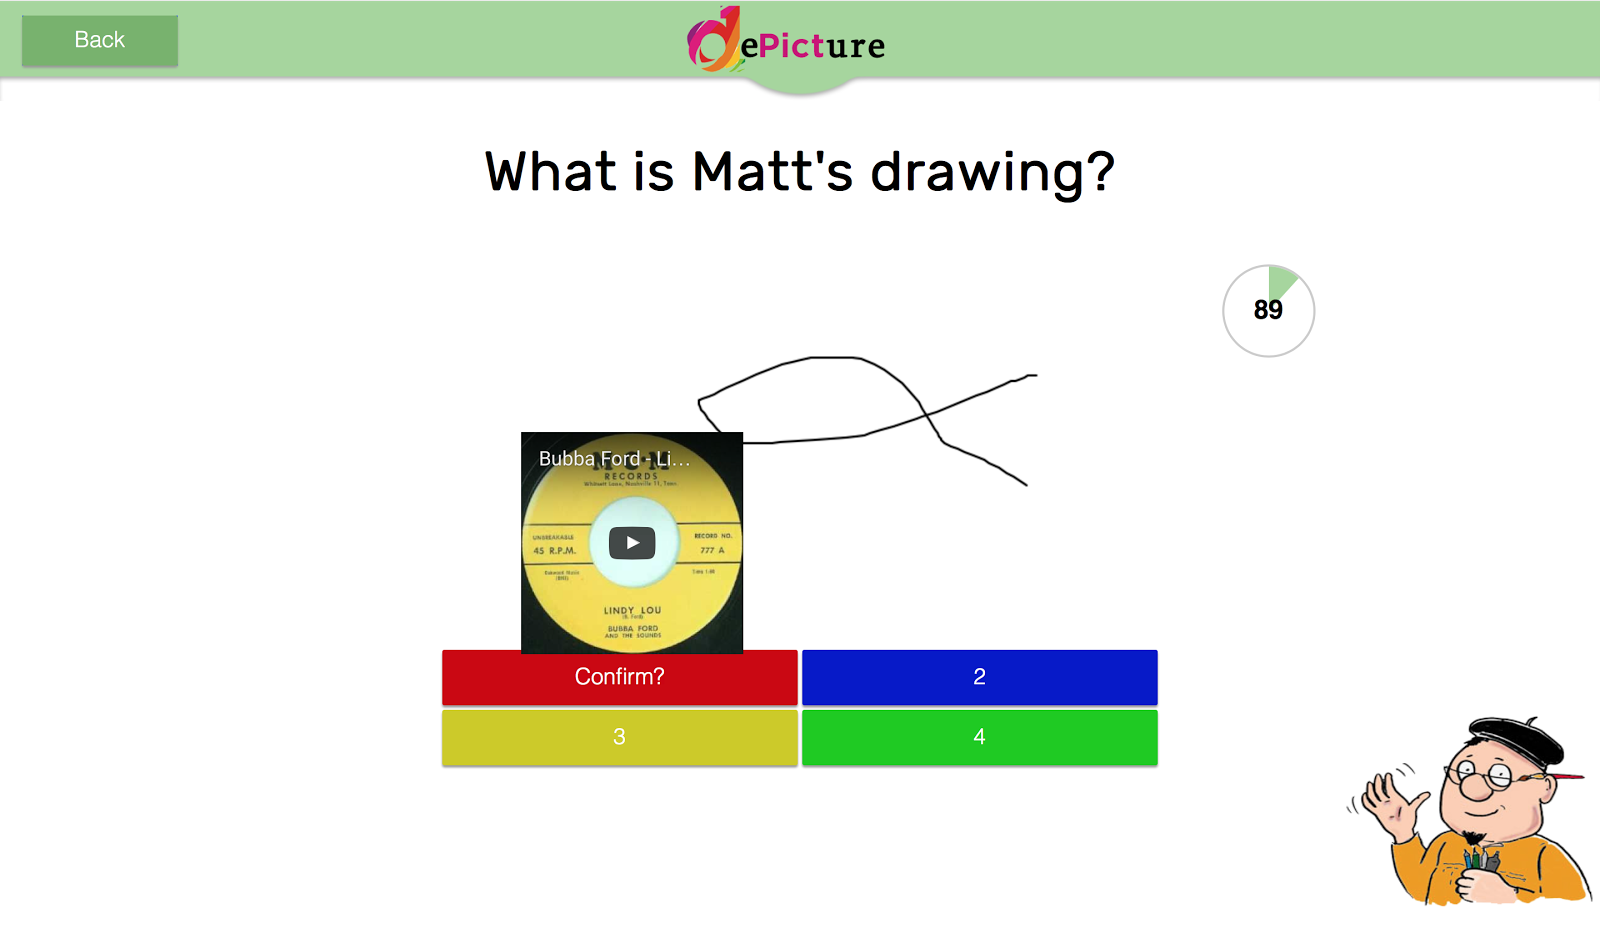 Back
dePicture
What is Matt's drawing?
89
Bubba Ford - Li...
MGM
RECORDS
UNBREAKABLE
45 R.P.M.
RECORD NO.
777 A
LINDY LOU
BUBBA FORD
AND THE SOUNDS
Confirm?
2
3
4